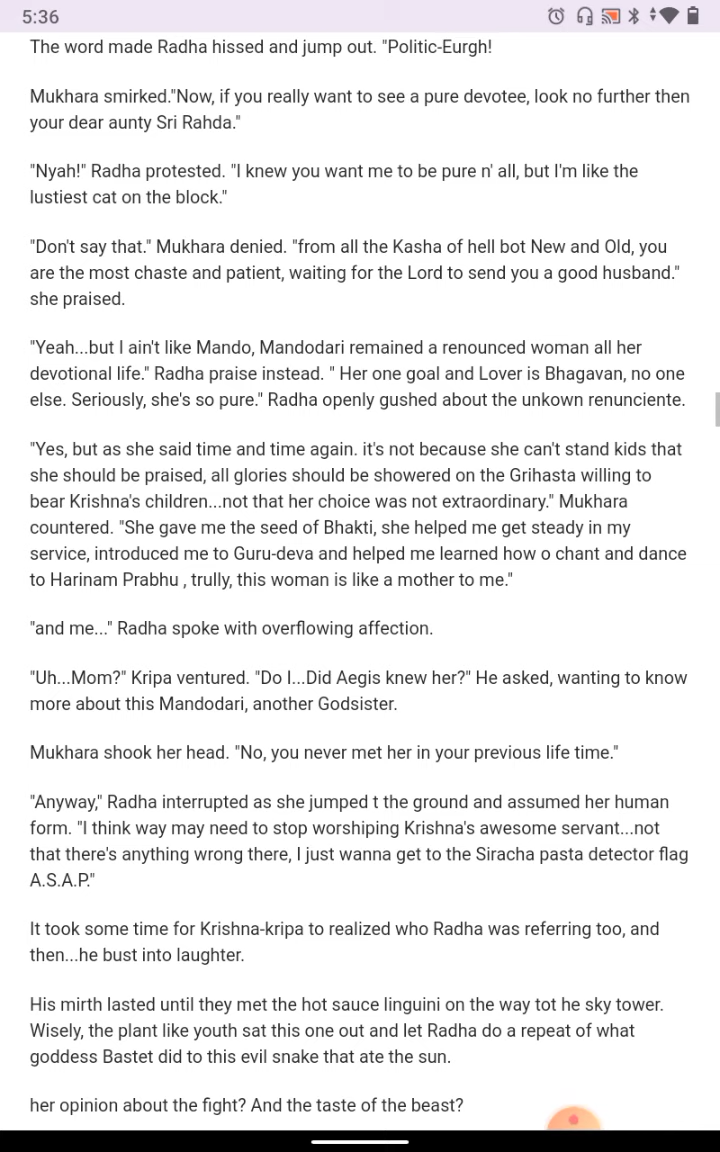 5:36
The word made Radha hissed and jump out. "Politic-Eurgh!
Mukhara smirked."Now, if you really want to see a pure devotee, look no further then
your dear aunty Sri Rahda."
"Nyah!" Radha protested. "I knew you want me to be pure n' all, but I'm like the
lustiest cat on the block."
"Don't say that." Mukhara denied. "from all the Kasha of hell bot New and Old, you
are the most chaste and patient, waiting for the Lord to send you a good husband."
she praised.
"Yeah...but I ain't like Mando, Mandodari remained a renounced woman all her
devotional life." Radha praise instead. " Her one goal and Lover is Bhagavan, no one
else. Seriously, she's so pure." Radha openly gushed about the unkown renunciente.
"Yes, but as she said time and time again. it's not because she can't stand kids that
she should be praised, all glories should be showered on the Grihasta willing to
bear Krishna's children...not that her choice was not extraordinary." Mukhara
countered. "She gave me the seed of Bhakti, she helped me get steady in my
service, introduced me to Guru-deva and helped me learned how o chant and dance
to Harinam Prabhu , trully, this woman is like a mother to me."
"and me..." Radha spoke with overflowing affection.
"Uh...Mom?" Kripa ventured. "Do I...Did Aegis knew her?" He asked, wanting to know
more about this Mandodari, another Godsister.
Mukhara shook her head. "No, you never met her in your previous life time."
"Anyway," Radha interrupted as she jumped t the ground and assumed her human
form. "I think way may need to stop worshiping Krishna's awesome servant...not
that there's anything wrong there, I just wanna get to the Siracha pasta detector flag
A.S.A.P."
It took some time for Krishna-kripa to realized who Radha was referring too, and
then...he bust into laughter.
His mirth lasted until they met the hot sauce linguini on the way tot he sky tower.
Wisely, the plant like youth sat this one out and let Radha do a repeat of what
goddess Bastet did to this evil snake that ate the sun.
her opinion about the fight? And the taste of the beast?